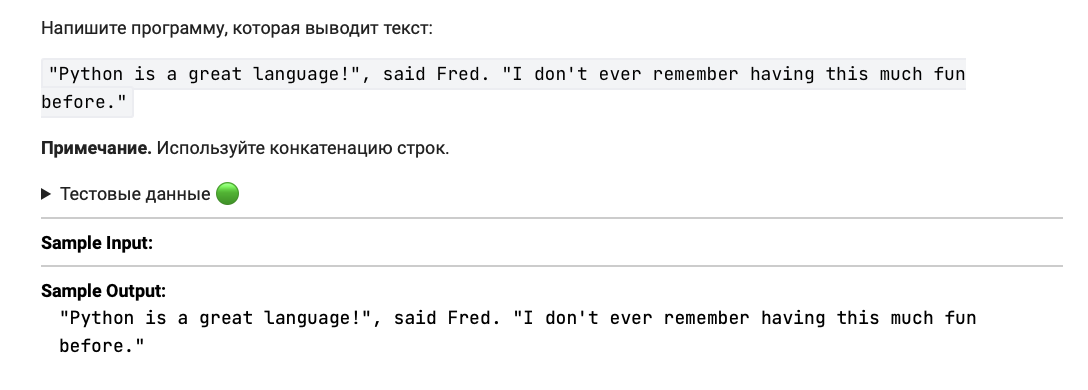 Напишите программу, которая выводит текст:
"Python is a great language!", said Fred. "I don't ever remember having this much fun
before."
Примечание. Используйте конкатенацию строк.
Тестовые данные
Sample Input:
Sample Output:
"Python is a great language!", said Fred. "I don't ever remember having this much fun
before."